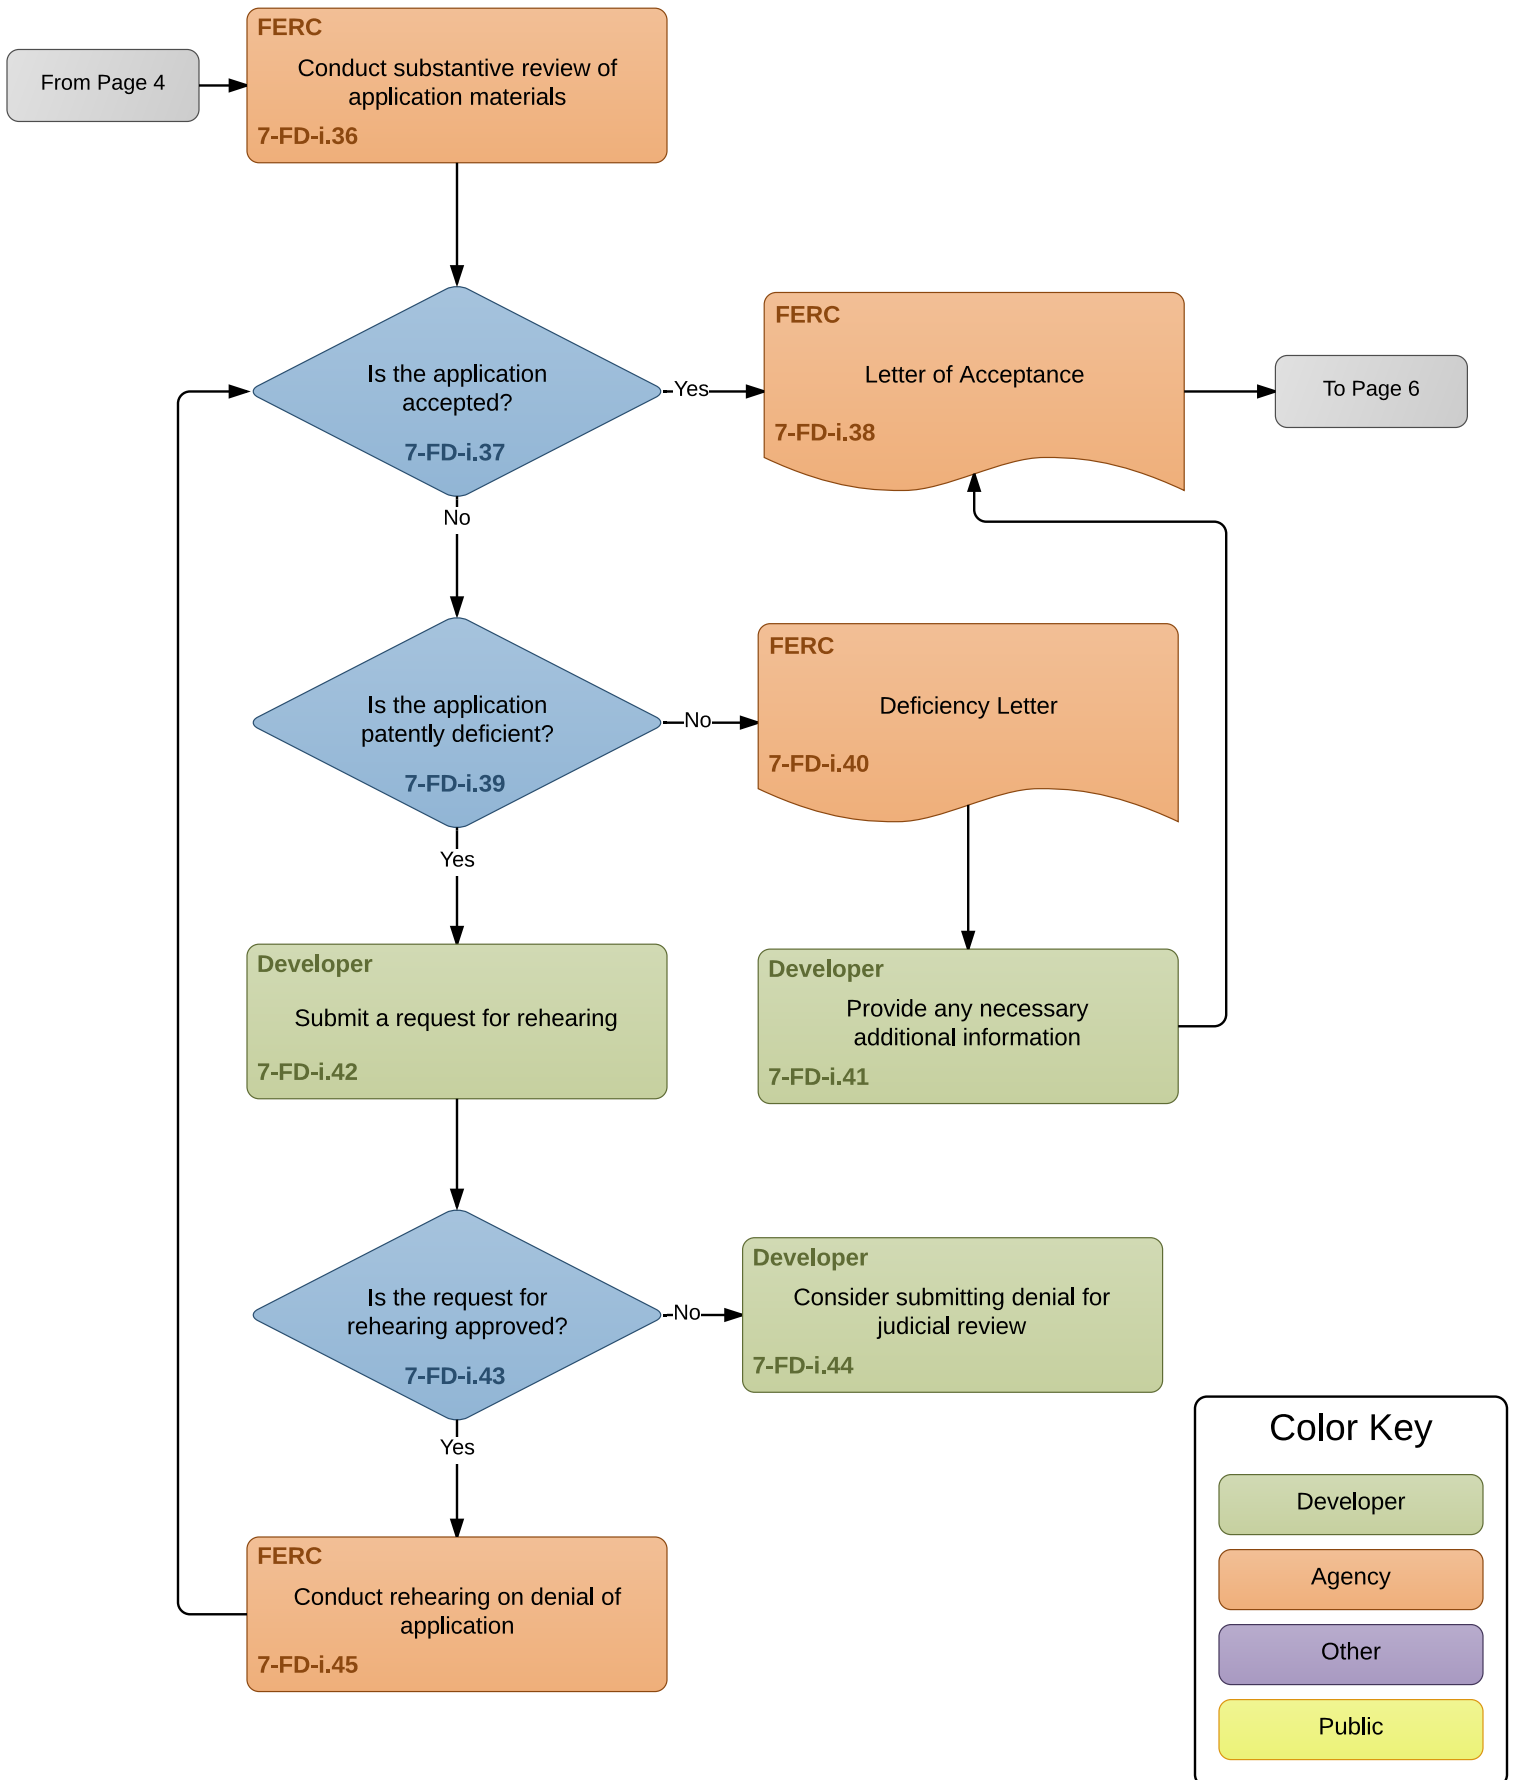 From Page 4
FERC
Conduct substantive review of
application materials
7-FD-i.36
Is the application
accepted?
7-FD-i.37
Yes
FERC
Letter of Acceptance
7-FD-i.38
To Page 6
No
Is the application
patently deficient?
7-FD-i.39
No
FERC
Deficiency Letter
7-FD-i.40
Yes
Developer
Submit a request for rehearing
7-FD-i.42
Developer
Provide any necessary
additional information
7-FD-i.41
Is the request for
rehearing approved?
7-FD-i.43
No
Developer
Consider submitting denial for
judicial review
7-FD-i.44
Yes
FERC
Conduct rehearing on denial of
application
7-FD-i.45
Color Key
Developer
Agency
Other
Public